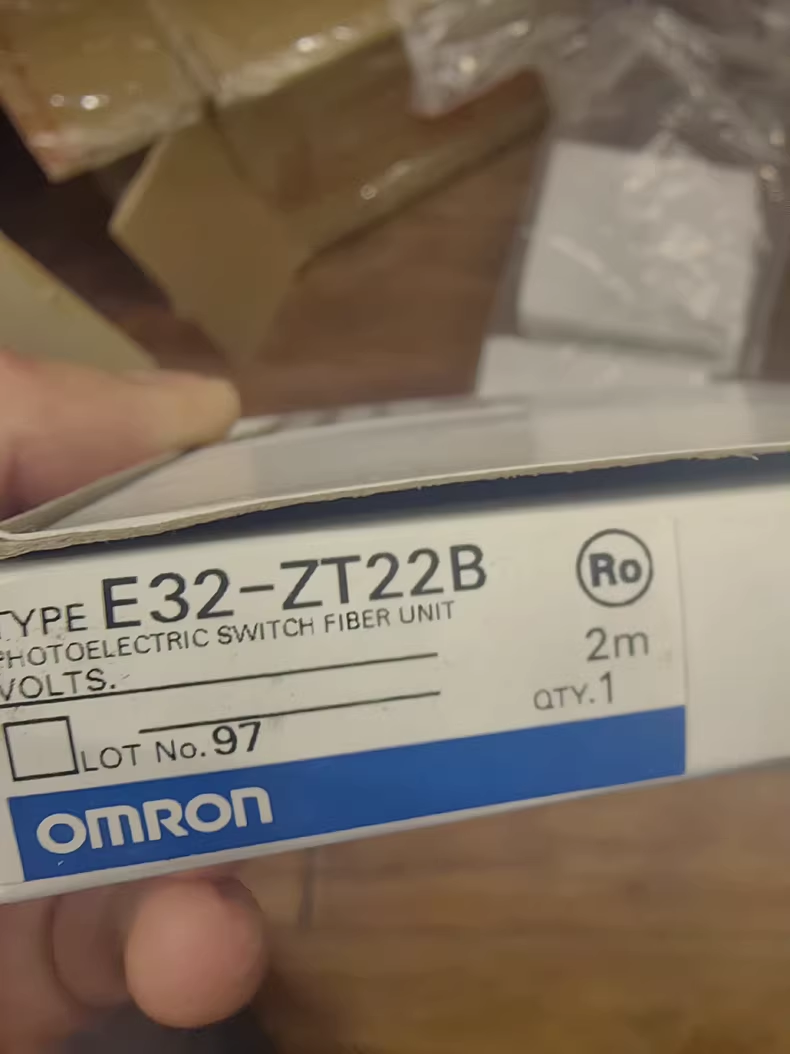 TYPE E32-ZT22B
Ro
PHOTOELECTRIC SWITCH FIBER UNIT
2m
VOLTS.
QTY.1
LOT No.97
OMRON